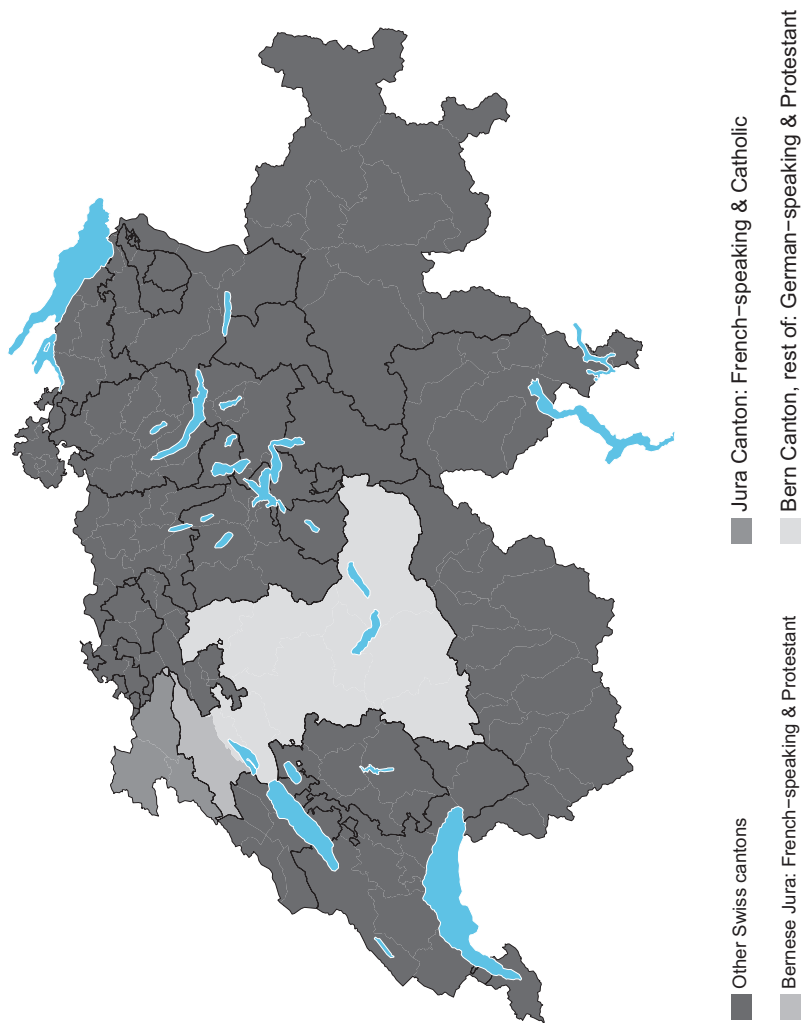 Other Swiss cantons
Jura Canton: French−speaking & Catholic
Bernese Jura: French−speaking & Protestant
Bern Canton, rest of: German−speaking & Protestant